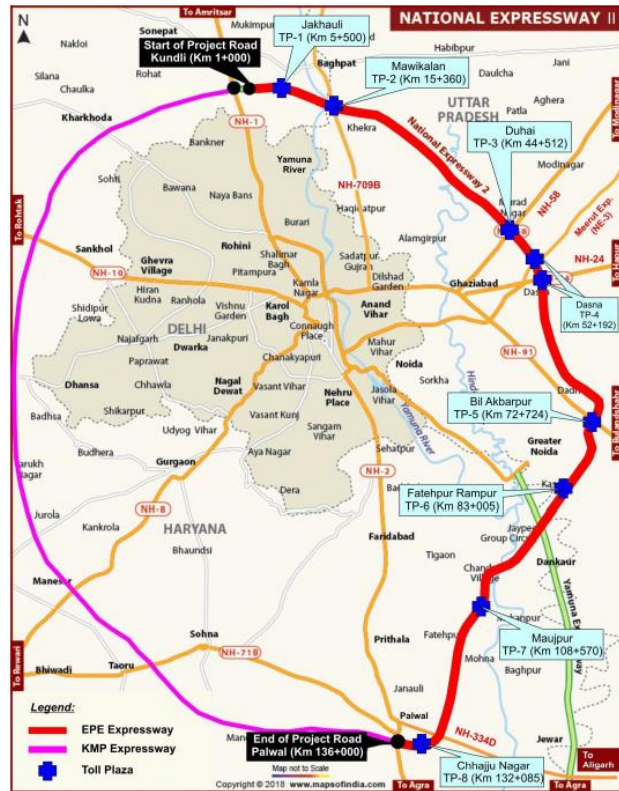 To Amritsar
NATIONAL EXPRESSWAY II
N
Jakhauli
TP-1 (Km 5+500)
Mukimpur
Sonepat
Nakloi
Start of Project Road
Kundli (Km 1+000)
Baghpat
Mawikalan
TP-2 (Km 15+360)
Habibpur
Jani
Silana
Rohat
Chaulka
Daulcha
Aghera
Patla
UTTAR
PRADESH
To Modinagar
Kharkhoda
Khekra
NH-1
Bankner
Yamuna
River
National Expressway 2
Duhai
TP-3 (Km 44+512)
Modinagar
Sohti
Bawana
Naya Bans
NH-709B
Murad
Nagar
NH-58
Meerut Exp.
(NE-3)
To Rohtak
Burari
Alamgirpur
NH-24
To Hapur
Sankhol
Ghevra
Village
Rohini
Shalimar
Bagh
Sadatpur
Gujran
NH-10
Pitampura
Kamla
Nagar
Dilshad
Garden
Ghaziabad
Dasna
Dasna
TP-4
(Km 52+192)
Hiran
Kudna
Ranhola
Vishnu
Garden
Karol
Bagh
Anand
Vihar
Shidipur
Lowa
DELHI
Connaugh
Place
Najafgarh
Janakpuri
Mahur
Vihar
NH-91
Paprawat
Dwarka
Chanakyapuri
Noida
Dhansa
Chhawla
Nagal
Dewat
Vasant Vihar
Nehru
Place
Jasola
Vihar
Sorkha
Bil Akbarpur
TP-5 (Km 72+724)
To Bulandshahr
Badhsa
Shikarpur
Vasant Kunj
Yamuna River
Udyog Vihar
Sangam
Vihar
Sehatpur
Greater
Noida
Budhera
Gurgaon
Aya Nagar
NH-2
Dera
Fatehpur Rampur
TP-6 (Km 83+005)
NH-8
Jurola
Kankrola
HARYANA
Bhaundsi
Faridabad
Jaypee
Group Circuit
Tigaon
Dankaur
Manesar
Maujpur
TP-7 (Km 108+570)
Sohna
Prithala
Fatehpur
NH-71B
Mohna
Baghpur
To Rewari
Bhiwadi
Taoru
Janauli
Legend:
EPE Expressway
KMP Expressway
Toll Plaza
End of Project Road
Palwal (Km 136+000)
Palwal
NH-334D
Chhajju Nagar
TP-8 (Km 132+085)
Jewar
To
Aligarh
Map not to Scale
Copyright © 2018 www.mapsofindia.com
To Agra
To Agra